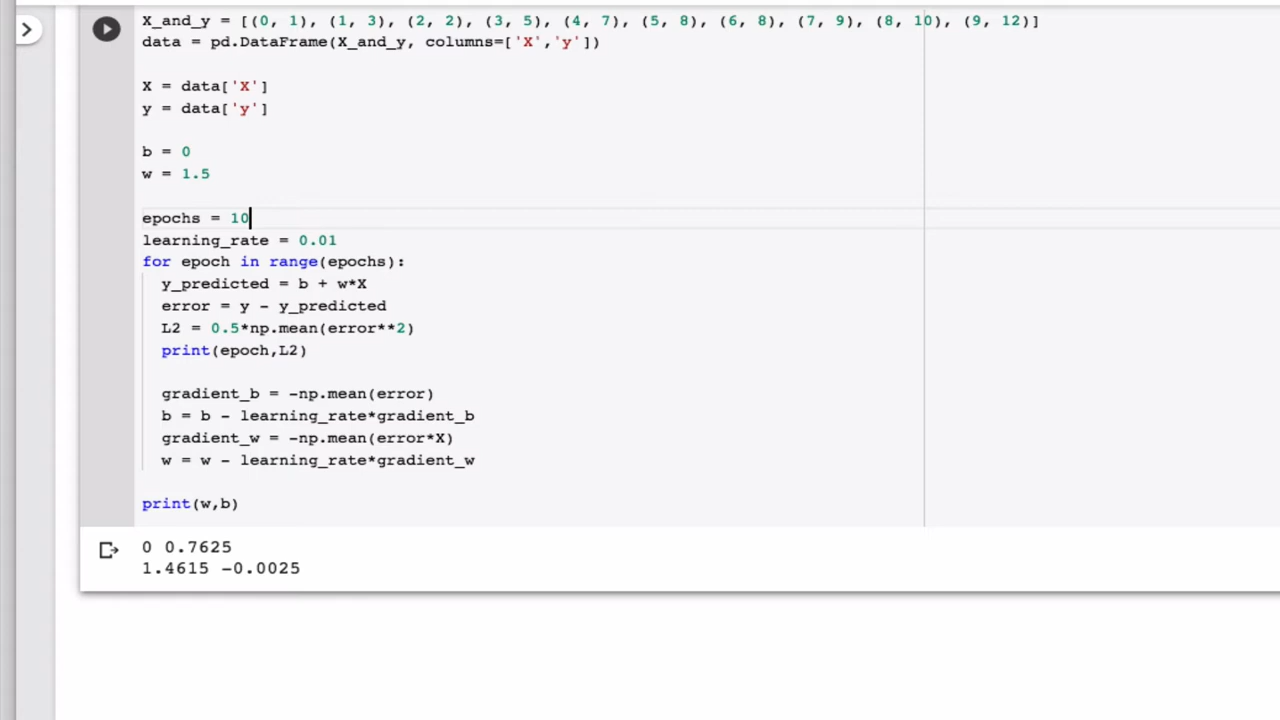 X_and_y = [(0, 1), (1, 3), (2, 2), (3, 5), (4, 7), (5, 8), (6, 8), (7, 9), (8, 10), (9, 12)]
data = pd.DataFrame(X_and_y, columns=['X','y'])
X = data['X']
y = data['y']
b = 0
w = 1.5
epochs = 10
learning_rate = 0.01
for epoch in range(epochs):
  y_predicted = b + w*X
  error = y - y_predicted
  L2 = 0.5*np.mean(error**2)
  print(epoch,L2)
  gradient_b = -np.mean(error)
  b = b - learning_rate*gradient_b
  gradient_w = -np.mean(error*X)
  w = w - learning_rate*gradient_w
print(w,b)
0 0.7625
1.4615 -0.0025